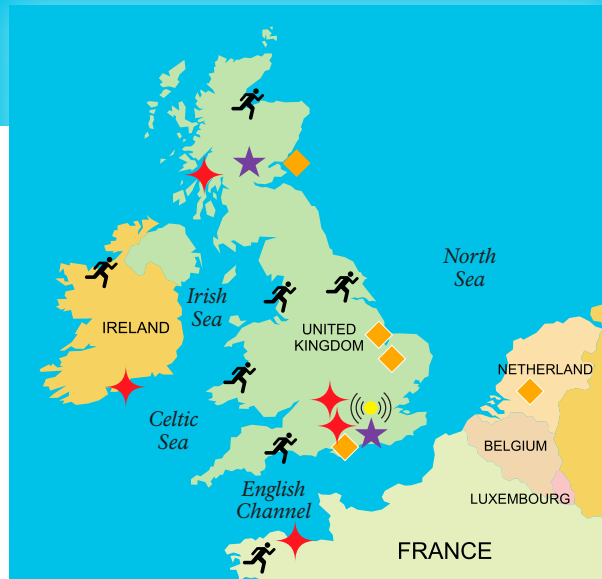 North
Sea
Irish
Sea
IRELAND
UNITED
KINGDOM
NETHERLAND
Celtic
Sea
BELGIUM
English
Channel
LUXEMBOURG
FRANCE